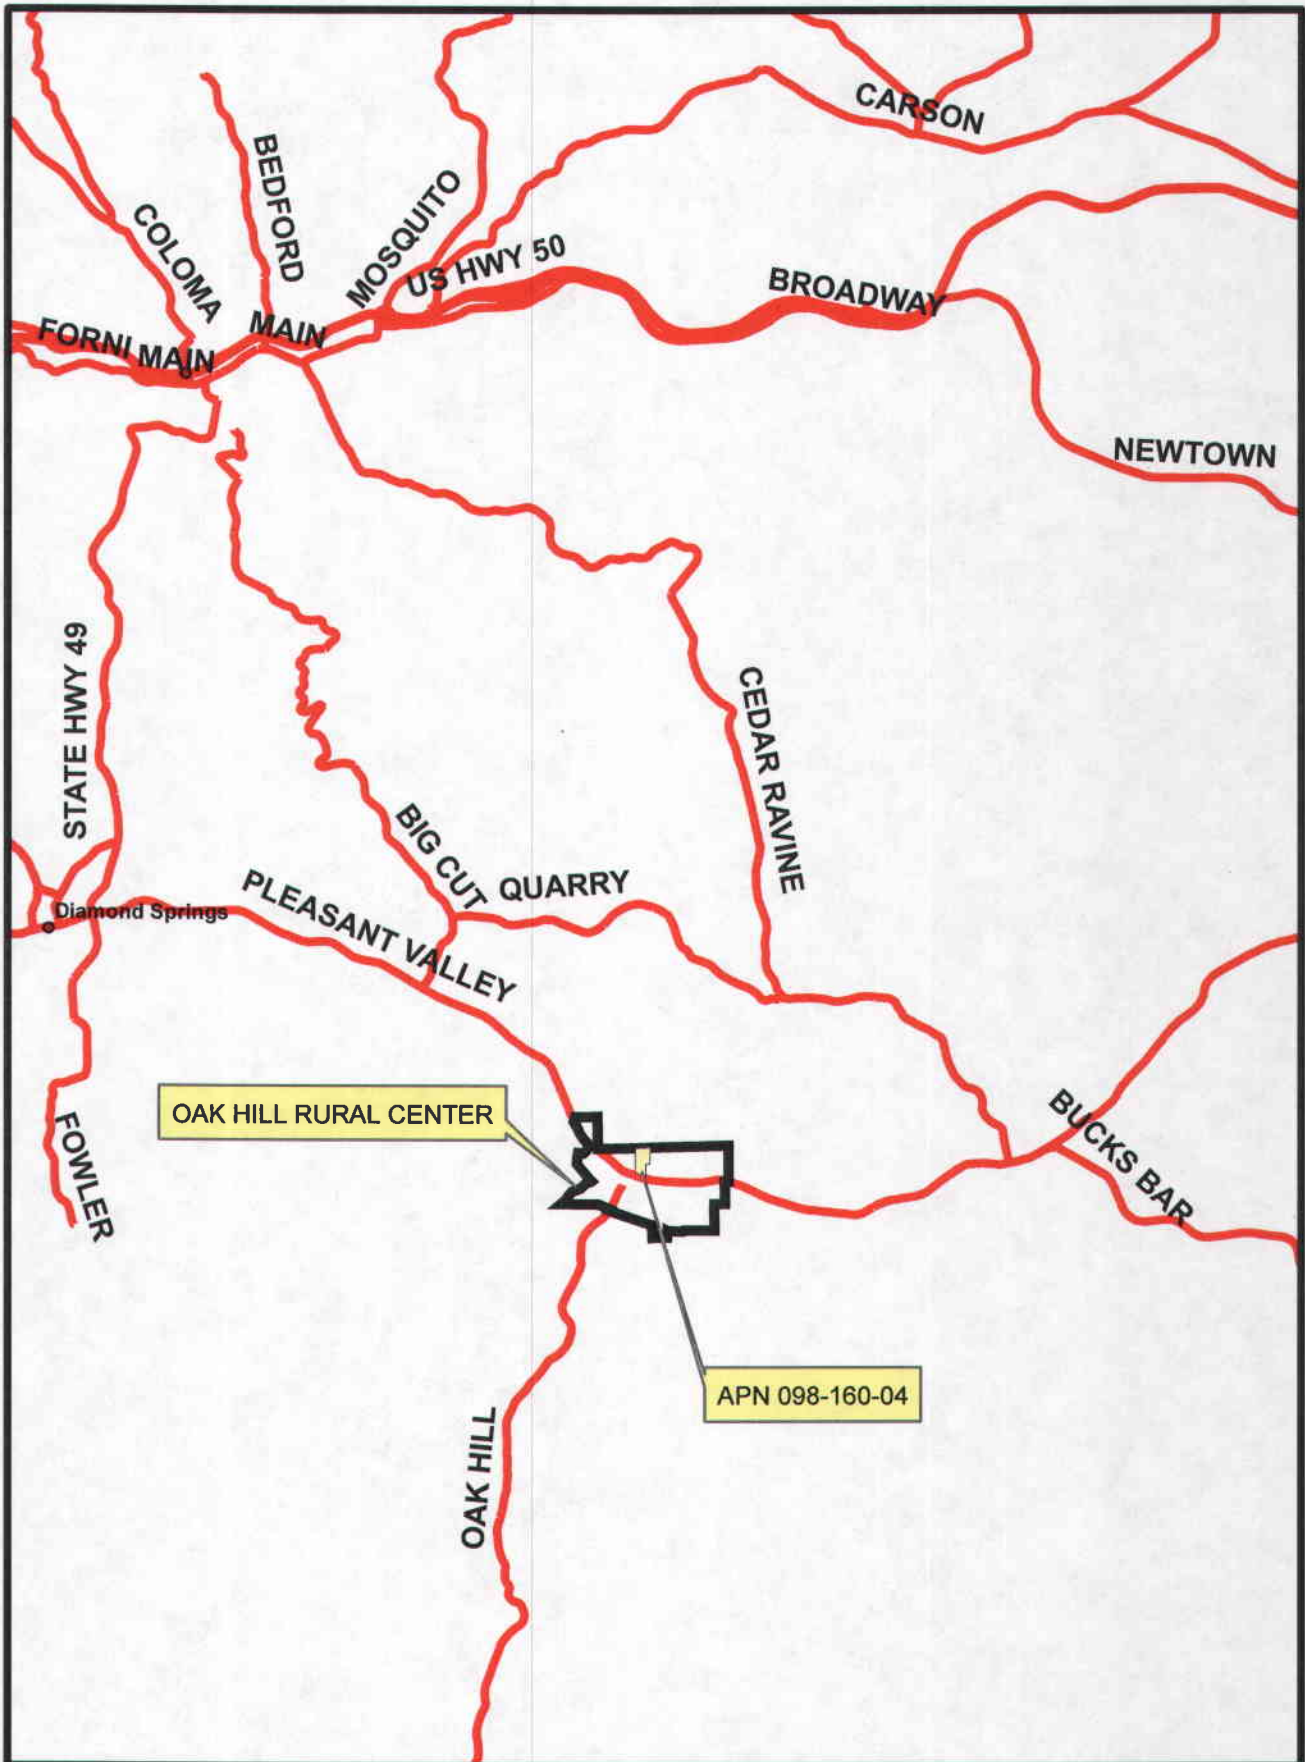 CARSON
BEDFORD
MOSQUITO
COLOMA
US HWY 50
BROADWAY
MAIN
FORNI
MAIN
NEWTOWN
STATE HWY 49
CEDAR RAVINE
BIG CUT
QUARRY
PLEASANT VALLEY
Diamond Springs
OAK HILL RURAL CENTER
BUCKS BAR
FOWLER
APN 098-160-04
OAK HILL